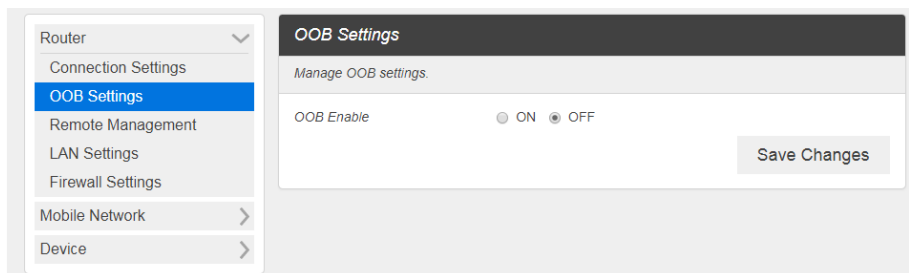 Router
Connection Settings
OOB Settings
Remote Management
LAN Settings
Firewall Settings
Mobile Network
Device
OOB Settings
Manage OOB settings.
OOB Enable ON OFF
Save Changes